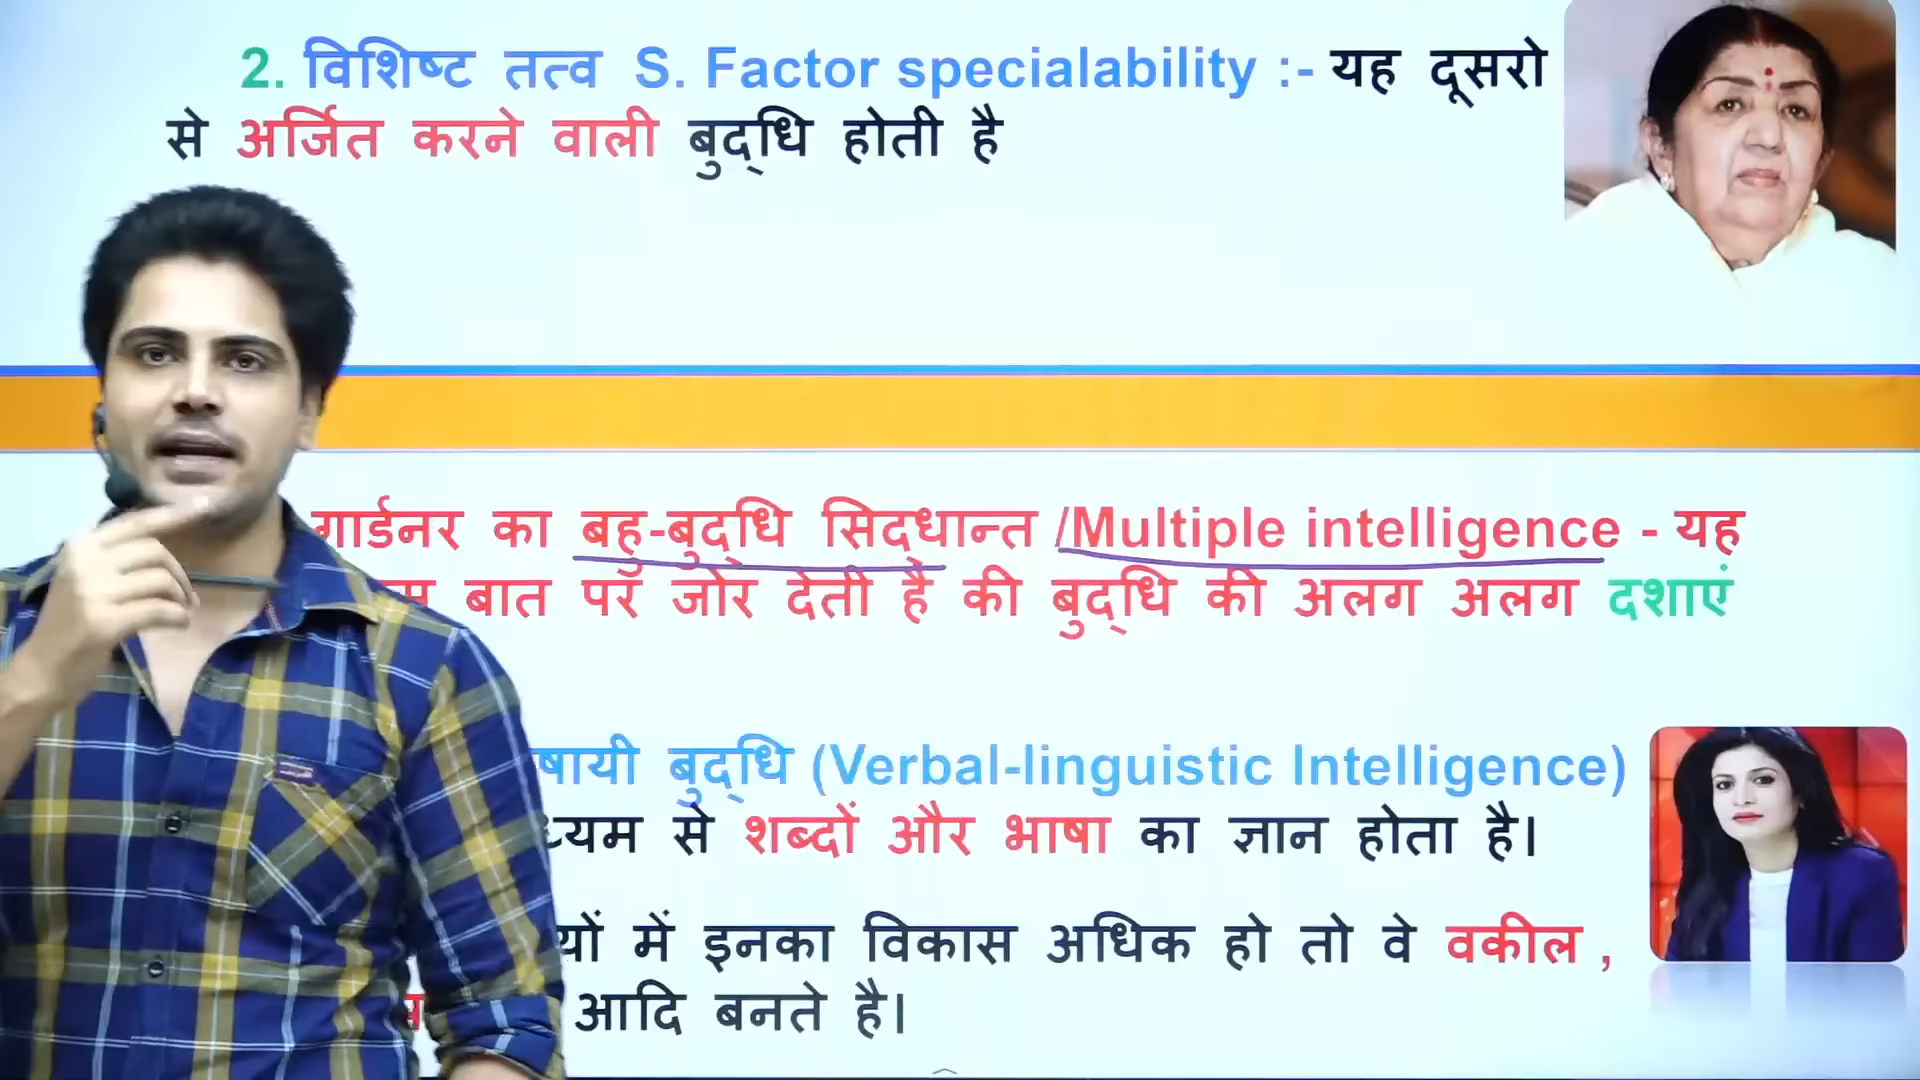 2. विशिष्ट तत्व S. Factor specialability :- यह दूसरो
से अर्जित करने वाली बुद्धि होती है
गार्डनर का बहु-बुद्धि सिद्धान्त /Multiple intelligence - यह
बात पर जोर देती है की बुद्धि की अलग अलग दशाएं
बुद्धि (Verbal-linguistic Intelligence)
से शब्दों और भाषा का ज्ञान होता है।
में इनका विकास अधिक हो तो वे वकील ,
आदि बनते है।